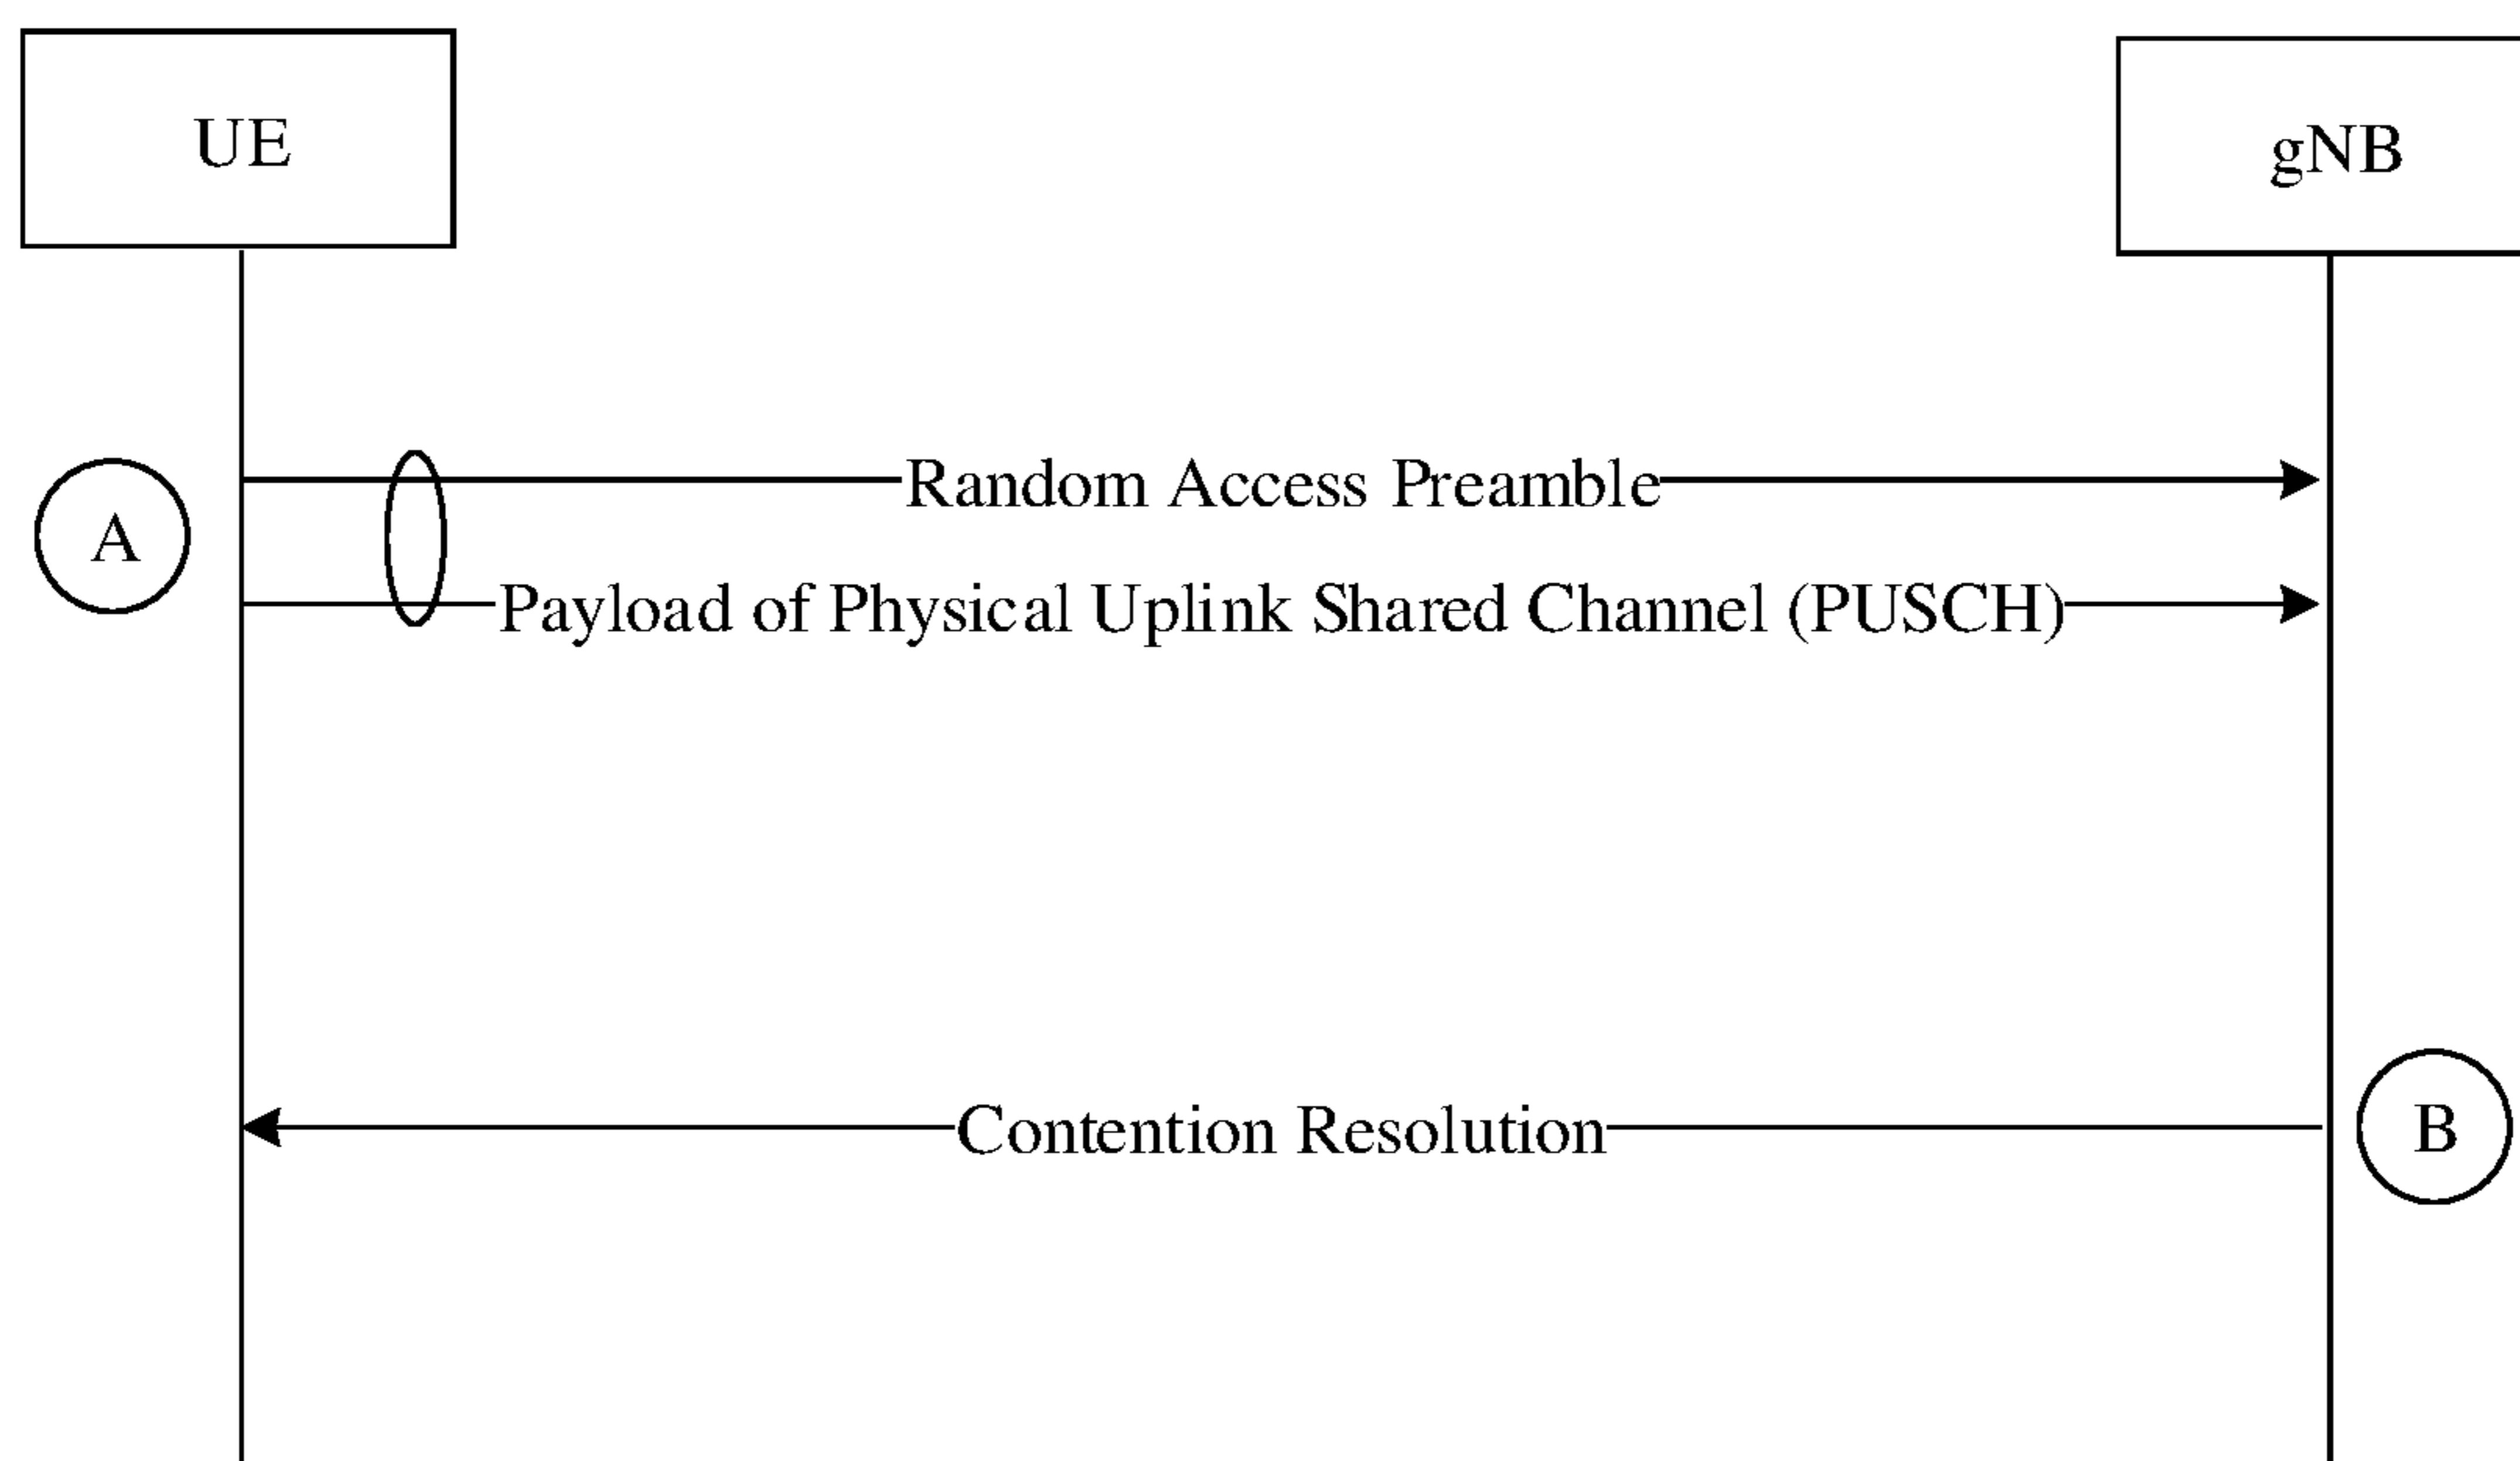 UE
gNB
A
Random Access Preamble
Payload of Physical Uplink Shared Channel (PUSCH)
Contention Resolution
B